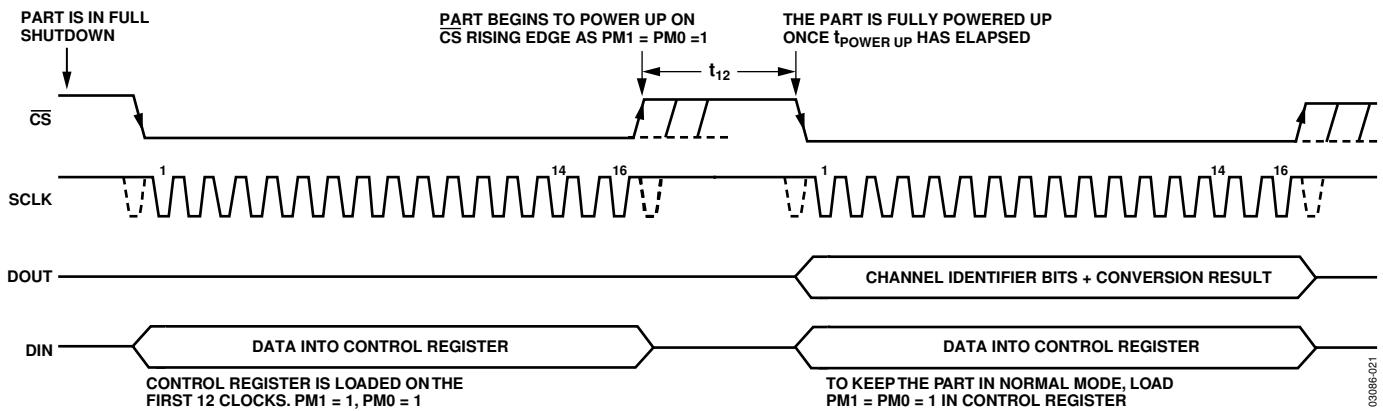 PART IS IN FULL
SHUTDOWN
PART BEGINS TO POWER UP ON
CS RISING EDGE AS PM1 = PM0 =1
THE PART IS FULLY POWERED UP
ONCE tPOWER UP HAS ELAPSED
t12
CS
1 14 16 1 14 16
SCLK
DOUT
CHANNEL IDENTIFIER BITS + CONVERSION RESULT
DIN
DATA INTO CONTROL REGISTER
DATA INTO CONTROL REGISTER
CONTROL REGISTER IS LOADED ON THE
FIRST 12 CLOCKS. PM1 = 1, PM0 = 1
TO KEEP THE PART IN NORMAL MODE, LOAD
PM1 = PM0 = 1 IN CONTROL REGISTER
03086-021